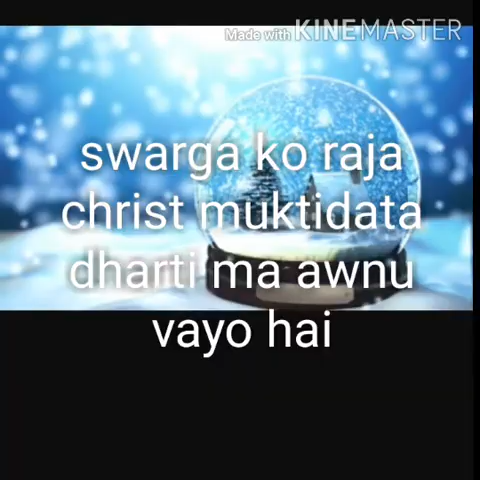 Made with KINEMASTER
swarga ko raja
christ muktidata
dharti ma awnu
vayo hai